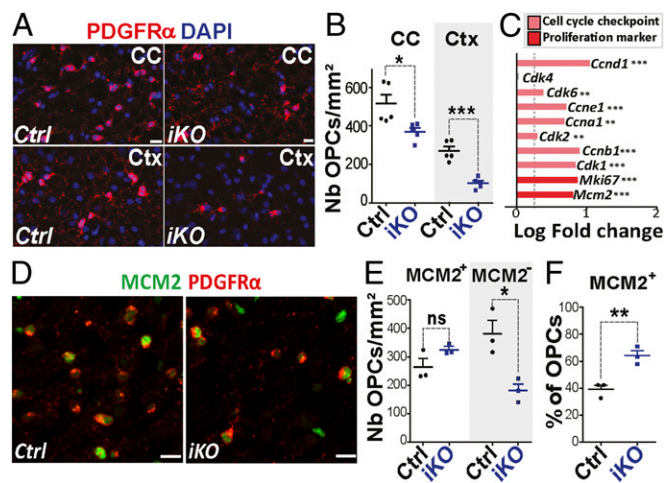 A
PDGFRα DAPI
CC
CC
Ctrl
iKO
Ctx
Ctx
Ctrl
iKO
B
CC Ctx
Nb OPCs/mm²
600
400
200
0
*
***
Ctrl
iKO
Ctrl
iKO
C
Cell cycle checkpoint
Proliferation marker
Ccnd1 ***
Cdk4
Cdk6 **
Ccne1 ***
Ccna1 **
Cdk2 **
Ccnb1 ***
Cdk1 ***
Mki67 ***
Mcm2 ***
0 1 2
Log Fold change
D
MCM2 PDGFRα
Ctrl
iKO
E
MCM2+ MCM2-
Nb OPCs/mm²
500
400
300
200
100
0
ns
*
Ctrl
iKO
Ctrl
iKO
F
MCM2+
% of OPCs
100
80
60
40
20
0
**
Ctrl
iKO